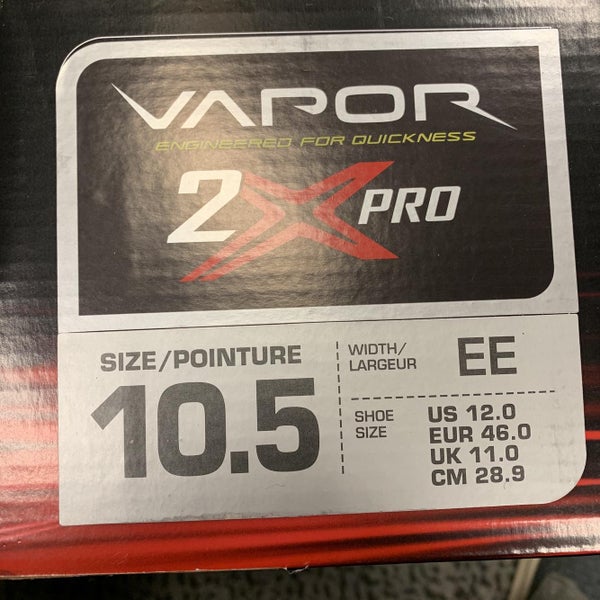 VAPOR
ENGINEERED FOR QUICKNESS
2X PRO
SIZE/POINTURE
10.5
WIDTH/
LARGEUR
EE
SHOE
SIZE
US 12.0
EUR 46.0
UK 11.0
CM 28.9